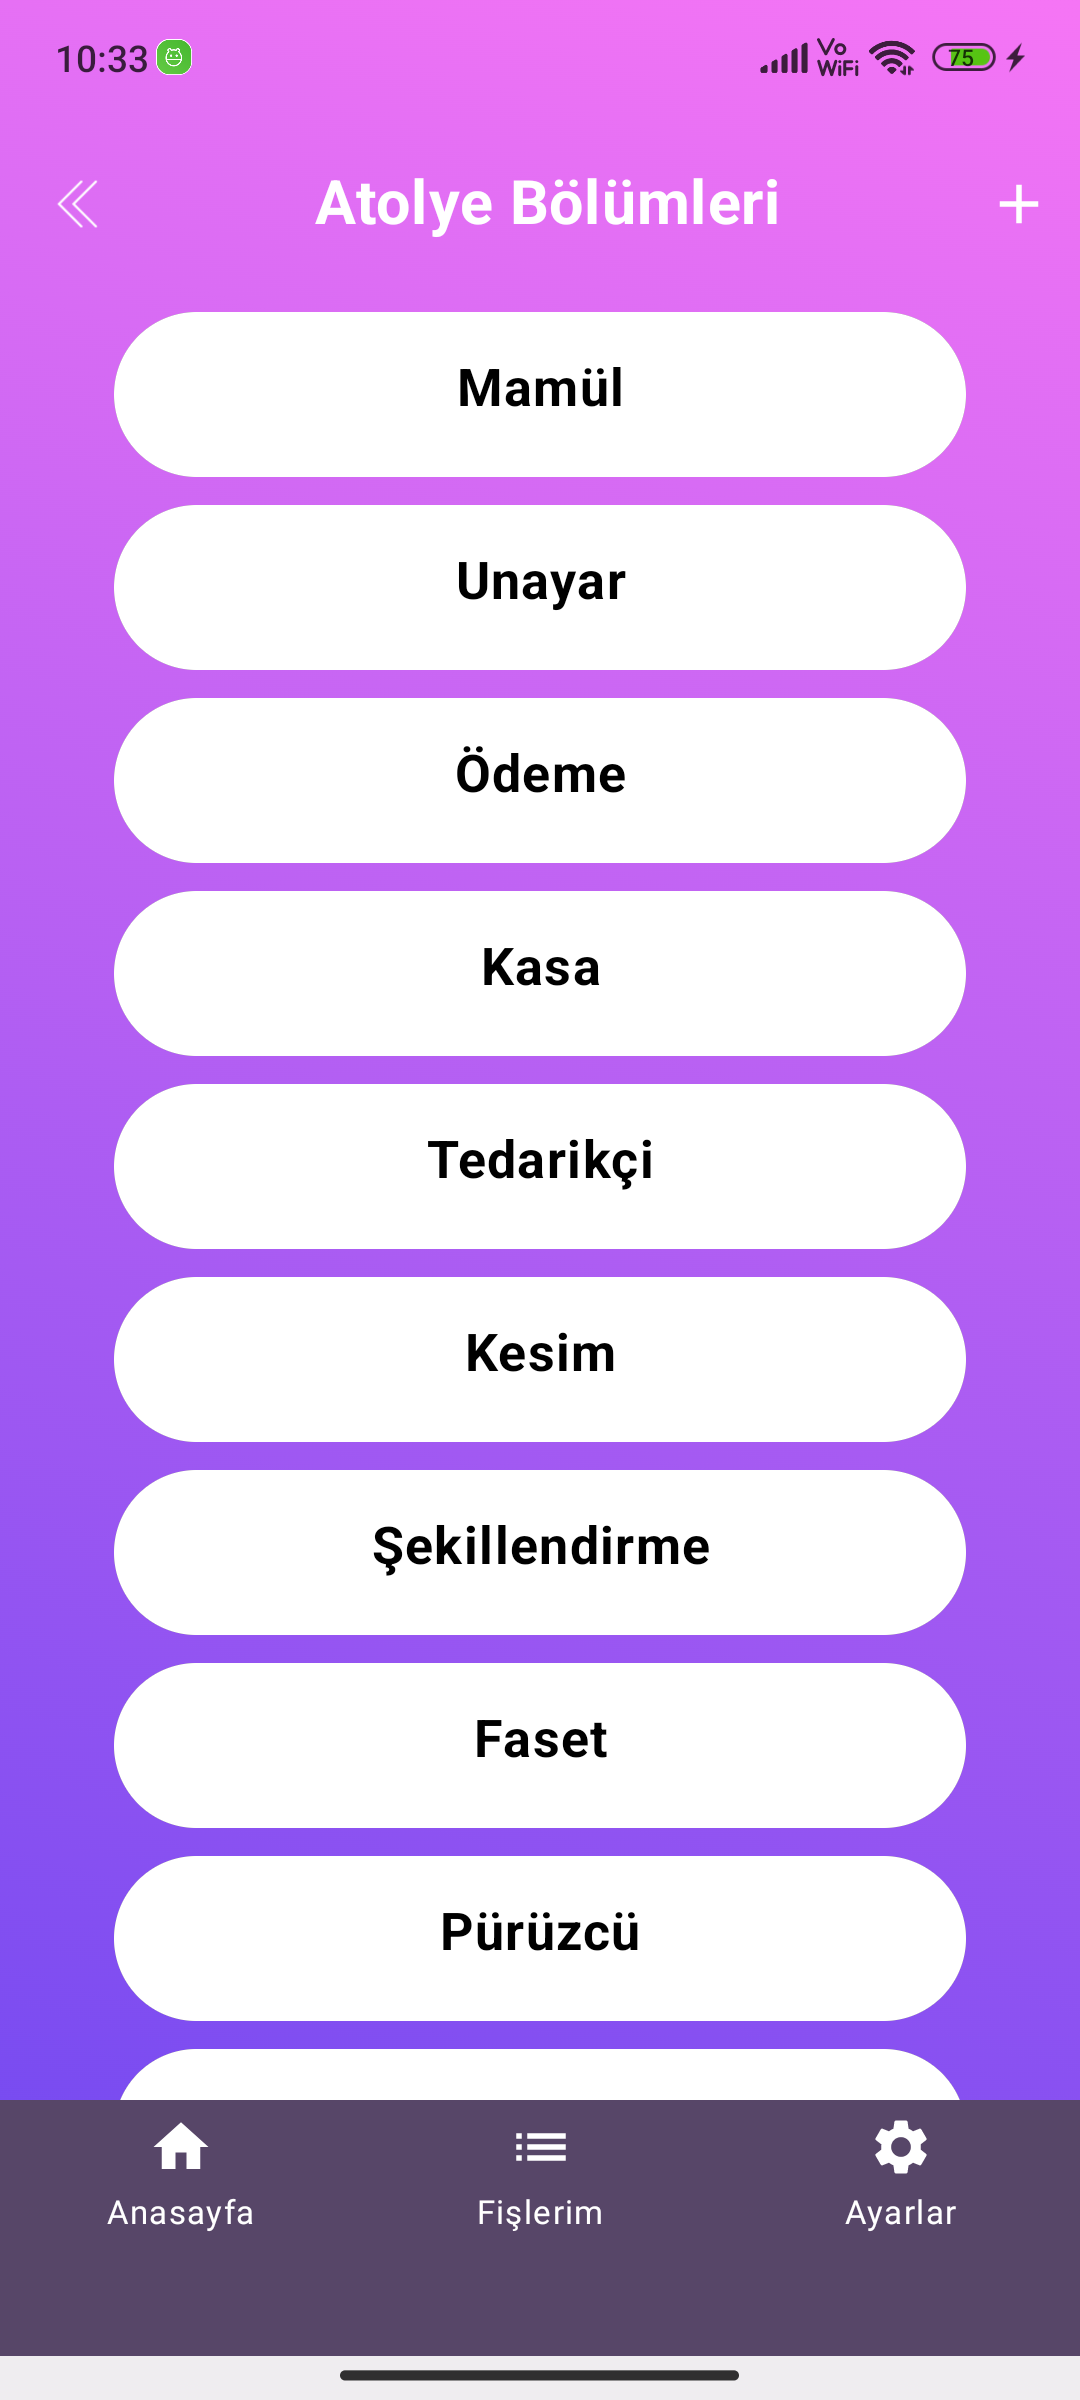 10:33
Vo
WiFi
75
Atolye Bölümleri
Mamül
Unayar
Ödeme
Kasa
Tedarikçi
Kesim
Şekillendirme
Faset
Pürüzcü
Anasayfa
Fişlerim
Ayarlar